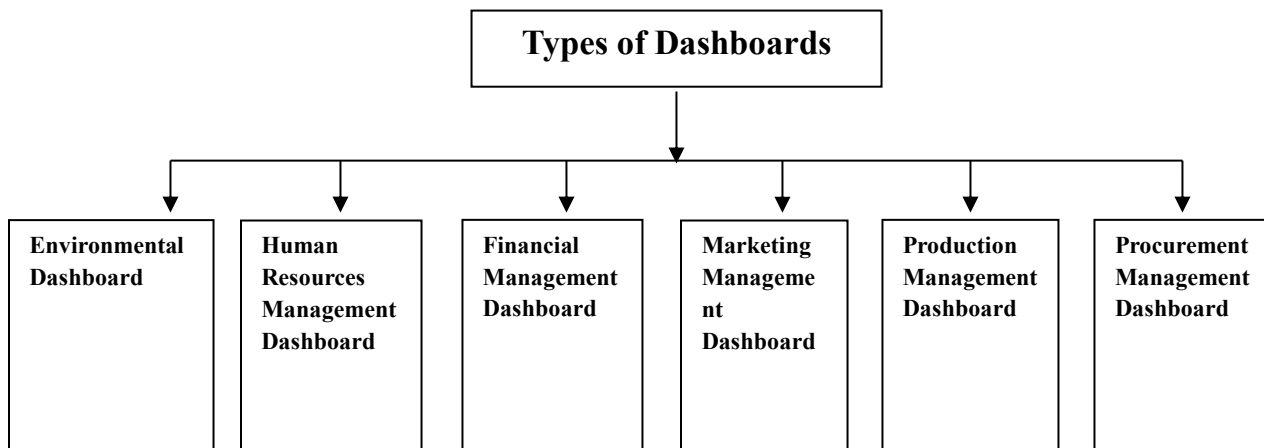 Types of Dashboards
Environmental
Dashboard
Human
Resources
Management
Dashboard
Financial
Management
Dashboard
Marketing
Manageme
nt
Dashboard
Production
Management
Dashboard
Procurement
Management
Dashboard